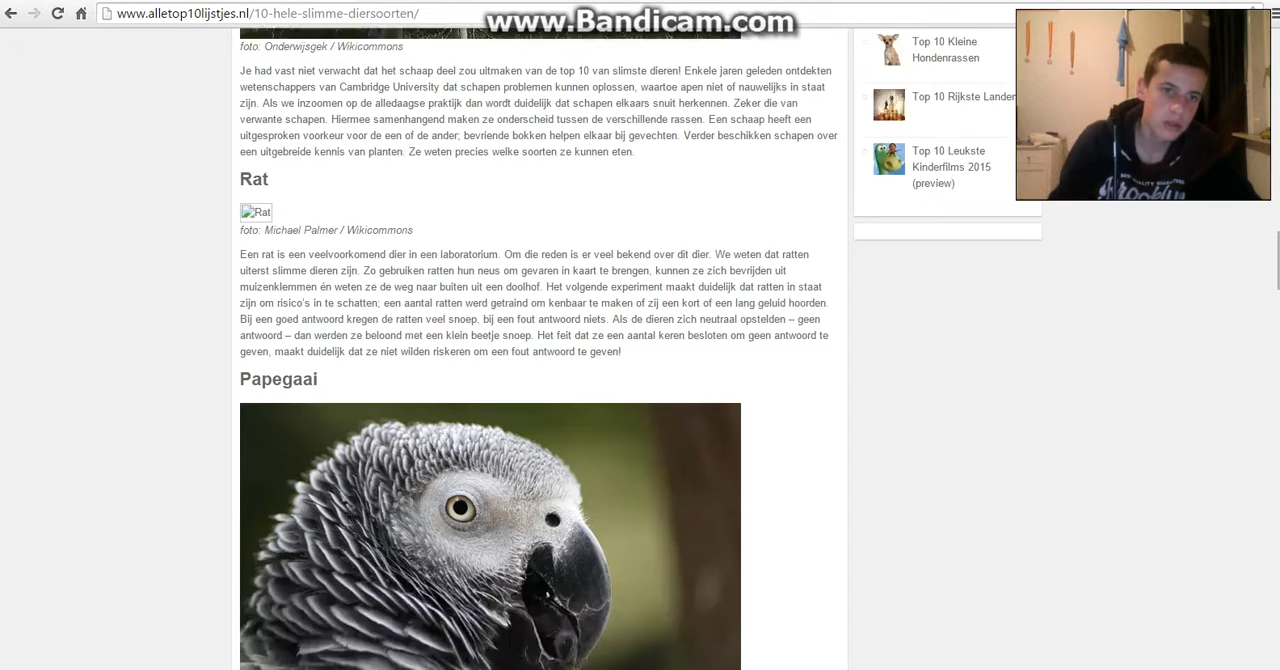 www.alletop10lijstjes.nl/10-hele-slimme-diersoorten/
www.Bandicam.com
foto: Onderwijsgek / Wikicommons
Je had vast niet verwacht dat het schaap deel zou uitmaken van de top 10 van slimste dieren! Enkele jaren geleden ontdekten
wetenschappers van Cambridge University dat schapen problemen kunnen oplossen, waartoe apen niet of nauwelijks in staat
zijn. Als we inzoomen op de alledaagse praktijk dan wordt duidelijk dat schapen elkaars snuit herkennen. Zeker die van
verwante schapen. Hiermee samenhangend maken ze onderscheid tussen de verschillende rassen. Een schaap heeft een
uitgesproken voorkeur voor de een of de ander; bevriende bokken helpen elkaar bij gevechten. Verder beschikken schapen over
een uitgebreide kennis van planten. Ze weten precies welke soorten ze kunnen eten.
Rat
Rat
foto: Michael Palmer / Wikicommons
Een rat is een veelvoorkomend dier in een laboratorium. Om die reden is er veel bekend over dit dier. We weten dat ratten
uiterst slimme dieren zijn. Zo gebruiken ratten hun neus om gevaren in kaart te brengen, kunnen ze zich bevrijden uit
muizenklemmen én weten ze de weg naar buiten uit een doolhof. Het volgende experiment maakt duidelijk dat ratten in staat
zijn om risico's in te schatten; een aantal ratten werd getraind om kenbaar te maken of zij een kort of een lang geluid hoorden.
Bij een goed antwoord kregen de ratten veel snoep, bij een fout antwoord niets. Als de dieren zich neutraal opstelden – geen
antwoord – dan werden ze beloond met een klein beetje snoep. Het feit dat ze een aantal keren besloten om geen antwoord te
geven, maakt duidelijk dat ze niet wilden riskeren om een fout antwoord te geven!
Papegaai
Top 10 Kleine
Hondenrassen
Top 10 Rijkste Landen
Top 10 Leukste
Kinderfilms 2015
(preview)
Brooklyn